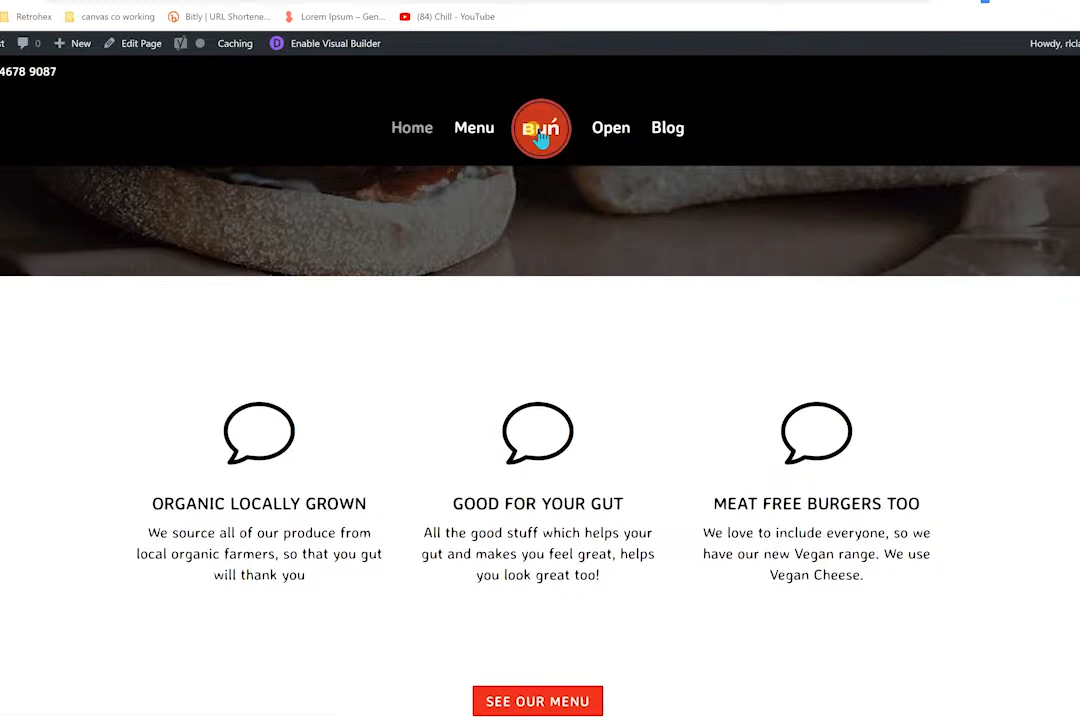 Retrohex canvas co working Bitly | URL Shortene... Lorem Ipsum – Gen... (84) Chill - YouTube
0 New Edit Page Caching D Enable Visual Builder Howdy, rlcla
4678 9087
Home Menu Buń Open Blog
ORGANIC LOCALLY GROWN
We source all of our produce from
local organic farmers, so that you gut
will thank you
GOOD FOR YOUR GUT
All the good stuff which helps your
gut and makes you feel great, helps
you look great too!
MEAT FREE BURGERS TOO
We love to include everyone, so we
have our new Vegan range. We use
Vegan Cheese.
SEE OUR MENU